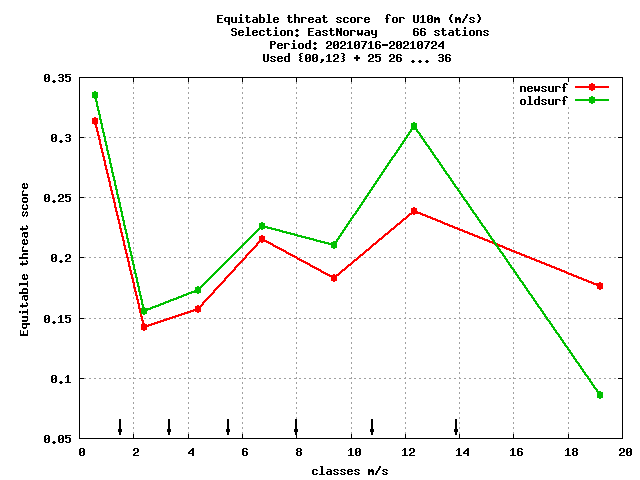 Equitable threat score  for U10m (m/s)
Selection: EastNorway     66 stations
Period: 20210716-20210724
Used {00,12} + 25 26 ... 36
newsurf
oldsurf
Equitable threat score
0.35
0.3
0.25
0.2
0.15
0.1
0.05
0 2 4 6 8 10 12 14 16 18 20
classes m/s